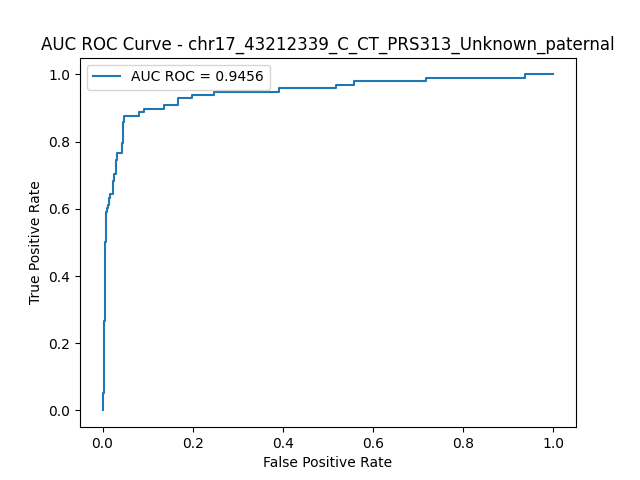 AUC ROC Curve - chr17_43212339_C_CT_PRS313_Unknown_paternal
AUC ROC = 0.9456
1.0
0.8
0.6
0.4
0.2
0.0
True Positive Rate
0.0 0.2 0.4 0.6 0.8 1.0
False Positive Rate